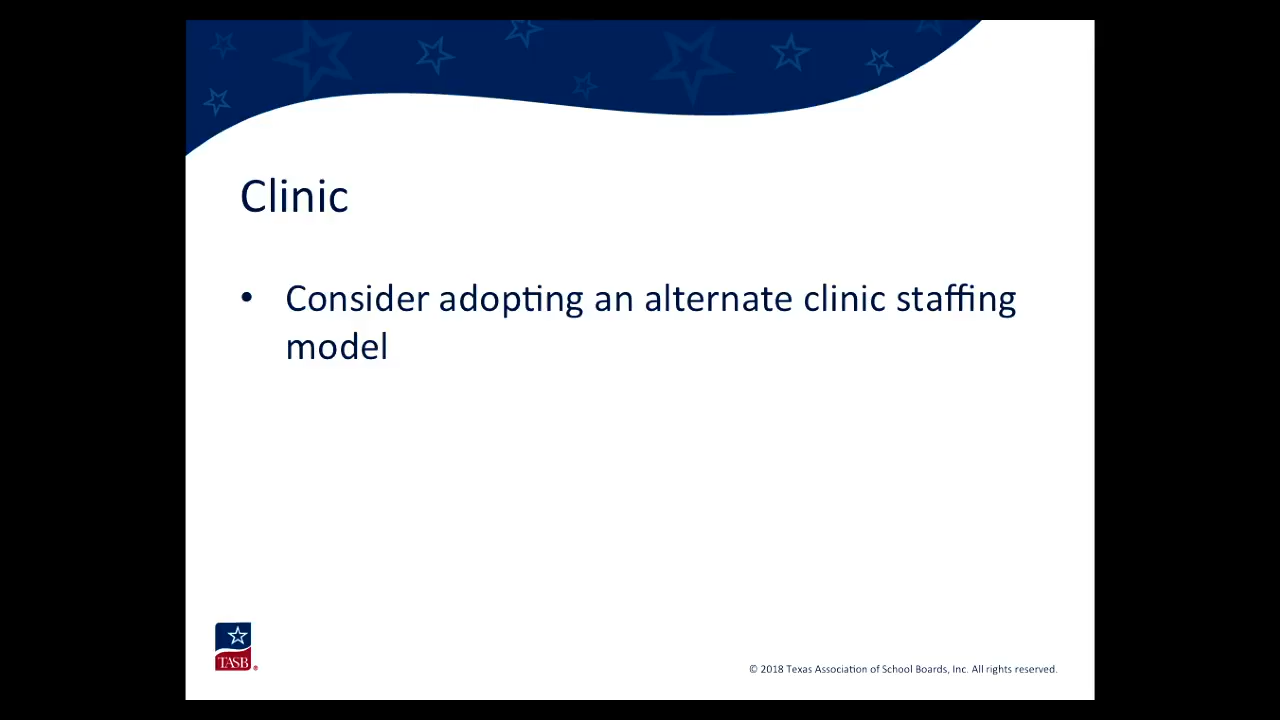 Clinic
• Consider adopting an alternate clinic staffing
model
TASB®
© 2018 Texas Association of School Boards, Inc. All rights reserved.